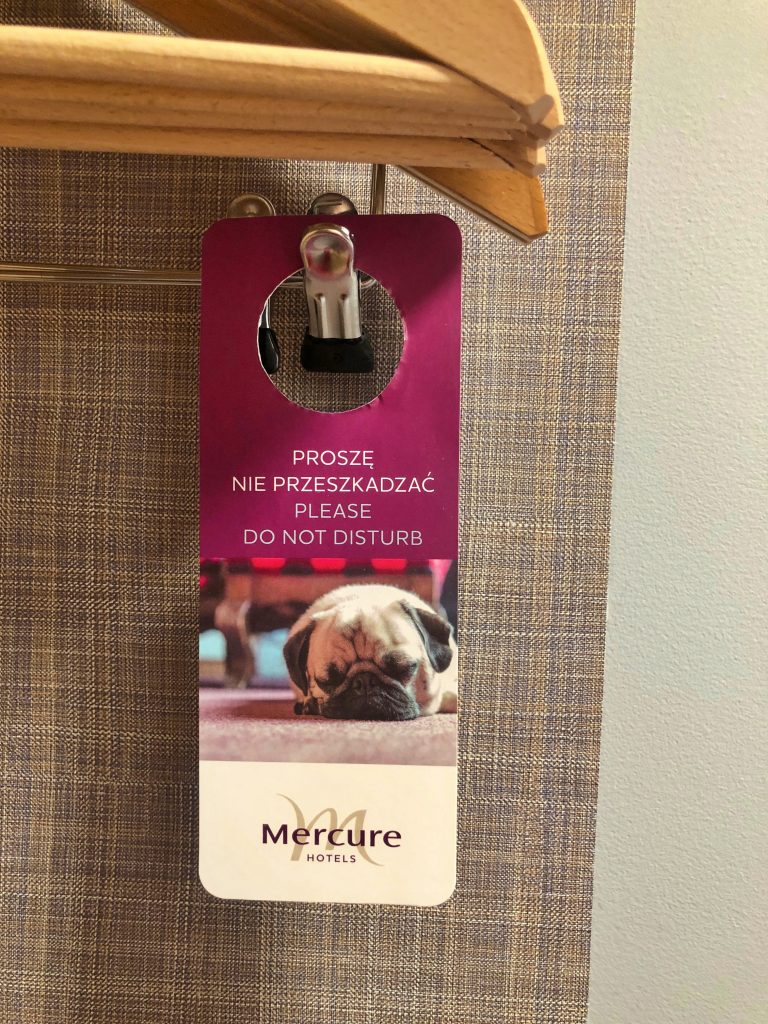 PROSZĘ
NIE PRZESZKADZAĆ
PLEASE
DO NOT DISTURB
Mercure
HOTELS